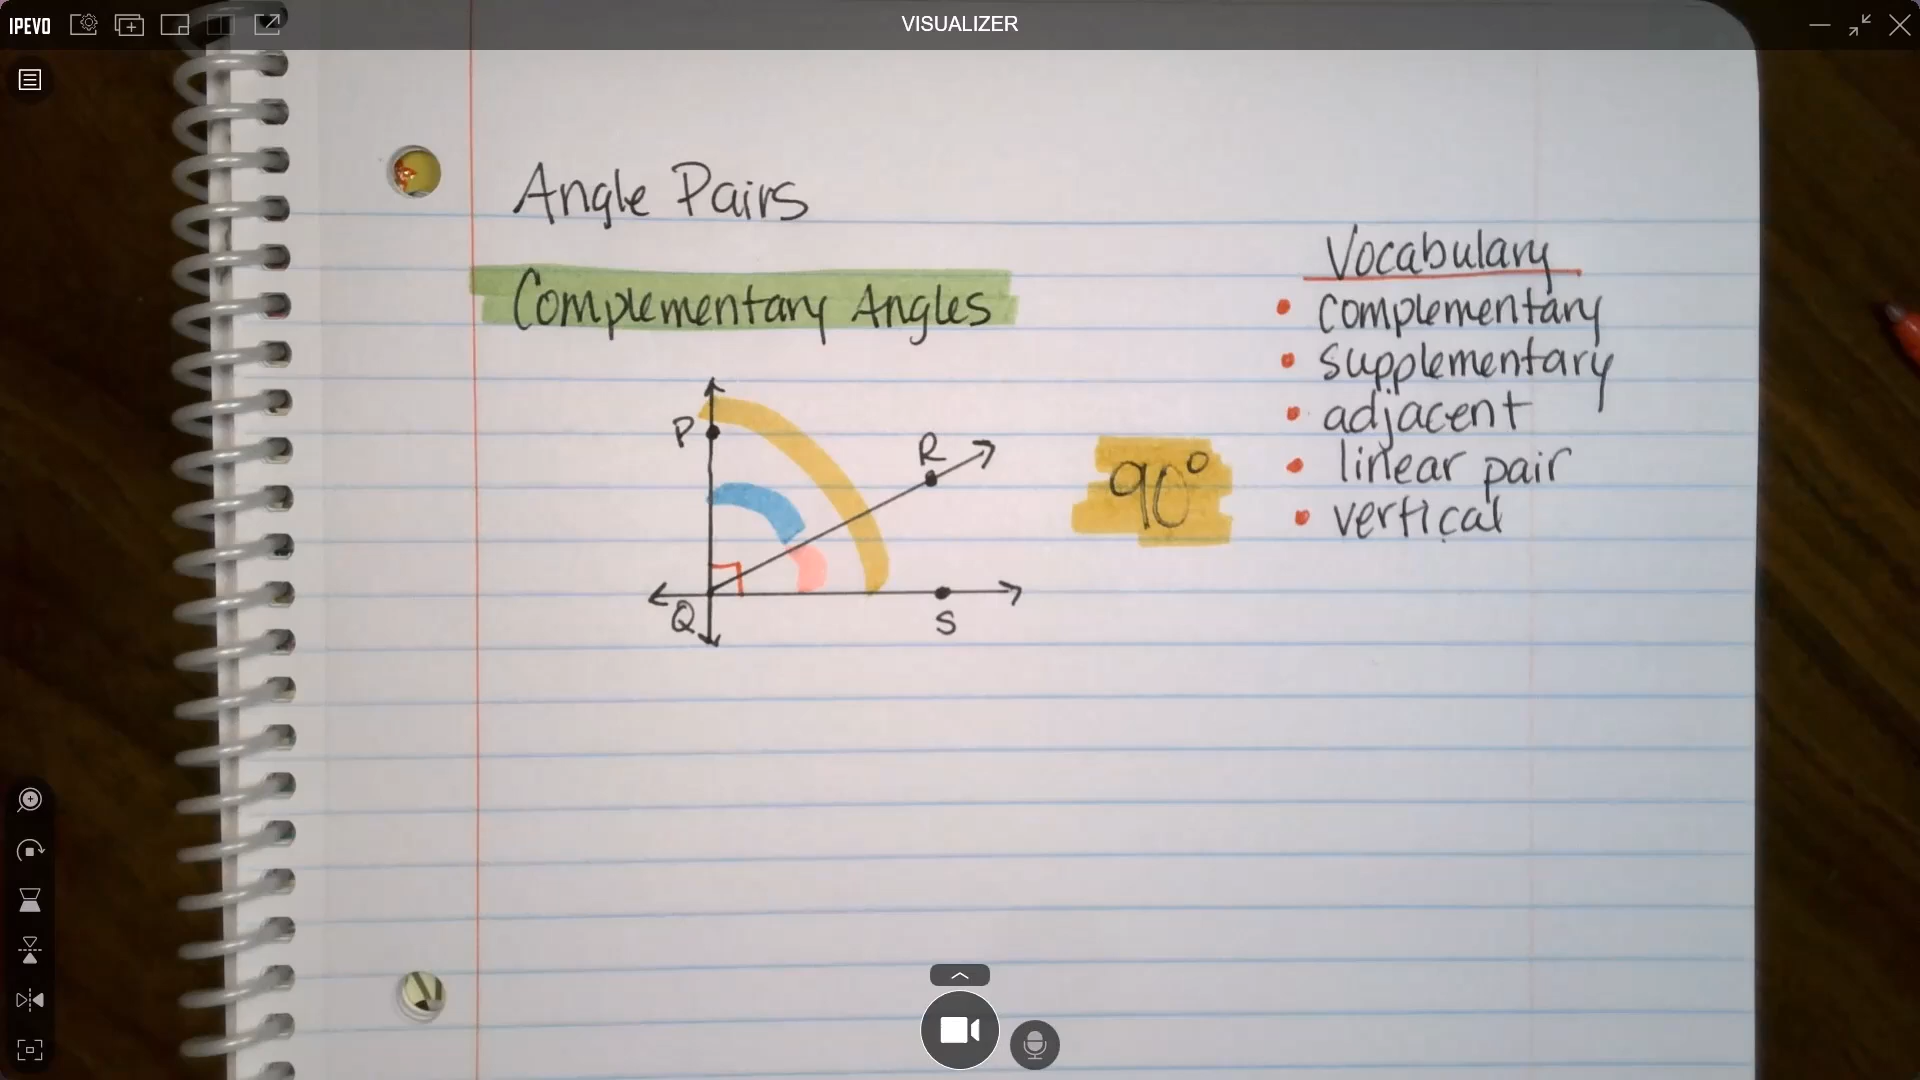 IPEVO
VISUALIZER
Angle Pairs
Complementary Angles
P
R
Q
S
90°
Vocabulary
• complementary
• supplementary
• adjacent
• linear pair
• vertical